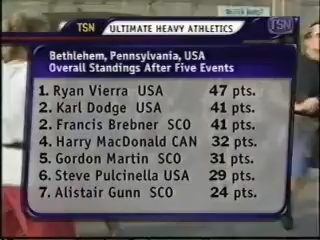 TSN ULTIMATE HEAVY ATHLETICS TSN
Bethlehem, Pennsylvania, USA
Overall Standings After Five Events
1. Ryan Vierra USA 47 pts.
2. Karl Dodge USA 41 pts.
2. Francis Brebner SCO 41 pts.
4. Harry MacDonald CAN 32 pts.
5. Gordon Martin SCO 31 pts.
6. Steve Pulcinella USA 29 pts.
7. Alistair Gunn SCO 24 pts.